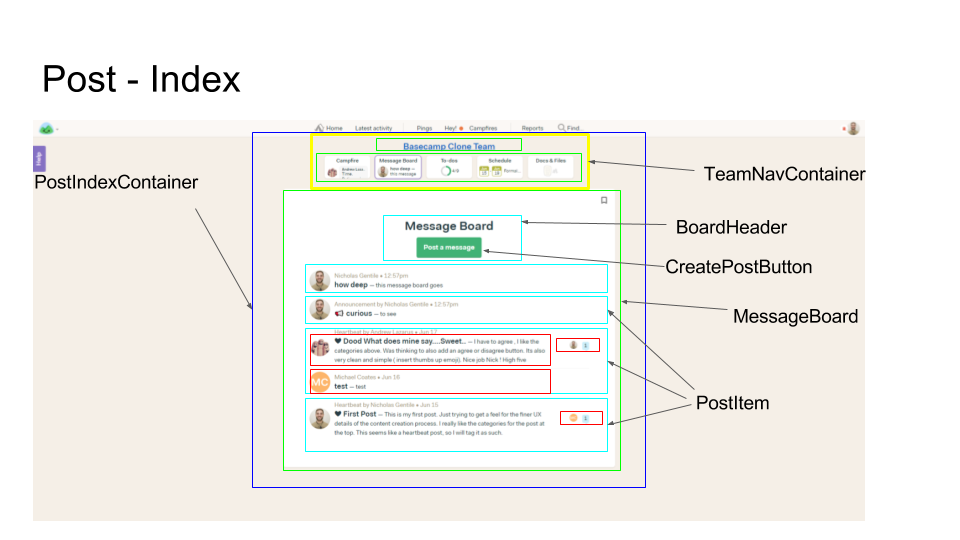 Post - Index
Home Latest activity Pings Hey! Campfires Reports Find...
Help
Basecamp Clone Team
Campfire Message Board To-dos Schedule Docs & Files
how deep –
this message
4/8
PostIndexContainer
TeamNavContainer
Message Board
BoardHeader
Post a message
CreatePostButton
Nicholas Gentile • 12:57pm
how deep – this message board goes
Announcement by Nicholas Gentile • 12:57pm
curious – to see
MessageBoard
Heartbeat by Andrew Lazarus • Jun 17
Dood What does mine say....Sweet.. – I have to agree , I like the
categories above. Was thinking to also add an agree or disagree button. Its also
very clean and simple ( insert thumbs up emoji). Nice job Nick ! High five
1
MC
Michael Coates • Jun 16
test – test
PostItem
Heartbeat by Nicholas Gentile • Jun 15
First Post – This is my first post. Just trying to get a feel for the finer UX
details of the content creation process. I really like the categories for the post at
the top. This seems like a heartbeat post, so I will tag it as such.
1